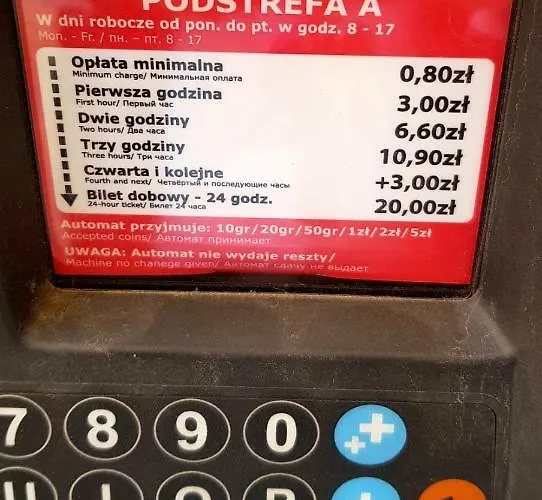 PODSTREFA A
W dni robocze od pon. do pt. w godz. 8 - 17
Mon. - Fr. / пн. – пт. 8 - 17
Opłata minimalna 0,80zł
Minimum charge/ Минимальная оплата
Pierwsza godzina 3,00zł
First hour/ Первый час
Dwie godziny 6,60zł
Two hours/ Два часа
Trzy godziny 10,90zł
Three hours/ Три часа
Czwarta i kolejne +3,00zł
Fourth and next/ Четвёртый и последующие часы
Bilet dobowy - 24 godz. 20,00zł
24-hour ticket/ Билет 24 часа
Automat przyjmuje: 10gr/20gr/50gr/1zł/2zł/5zł
Accepted coins/ Автомат принимает
UWAGA: Automat nie wydaje reszty/
Machine no chanege given/ Автомат сдачу не выдает
7 8 9 0 ++
U I O P +